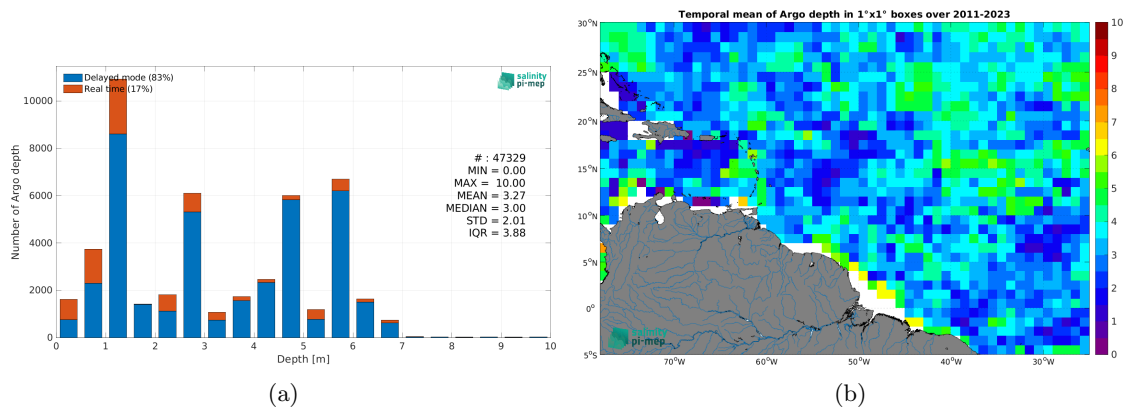 Delayed mode (83%)
Real time (17%)
salinity
pi-mep
Number of Argo depth
10000
8000
6000
4000
2000
0
# : 47329
MIN = 0.00
MAX = 10.00
MEAN = 3.27
MEDIAN = 3.00
STD = 2.01
IQR = 3.88
0 1 2 3 4 5 6 7 8 9 10
Depth [m]
(a)
Temporal mean of Argo depth in 1°x1° boxes over 2011-2023
30°N
25°N
20°N
15°N
10°N
5°N
0°
5°S
70°W 60°W 50°W 40°W 30°W
salinity
pi-mep
10
9
8
7
6
5
4
3
2
1
0
(b)